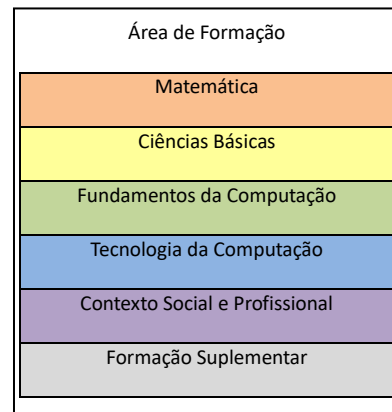 Área de Formação
Matemática
Ciências Básicas
Fundamentos da Computação
Tecnologia da Computação
Contexto Social e Profissional
Formação Suplementar